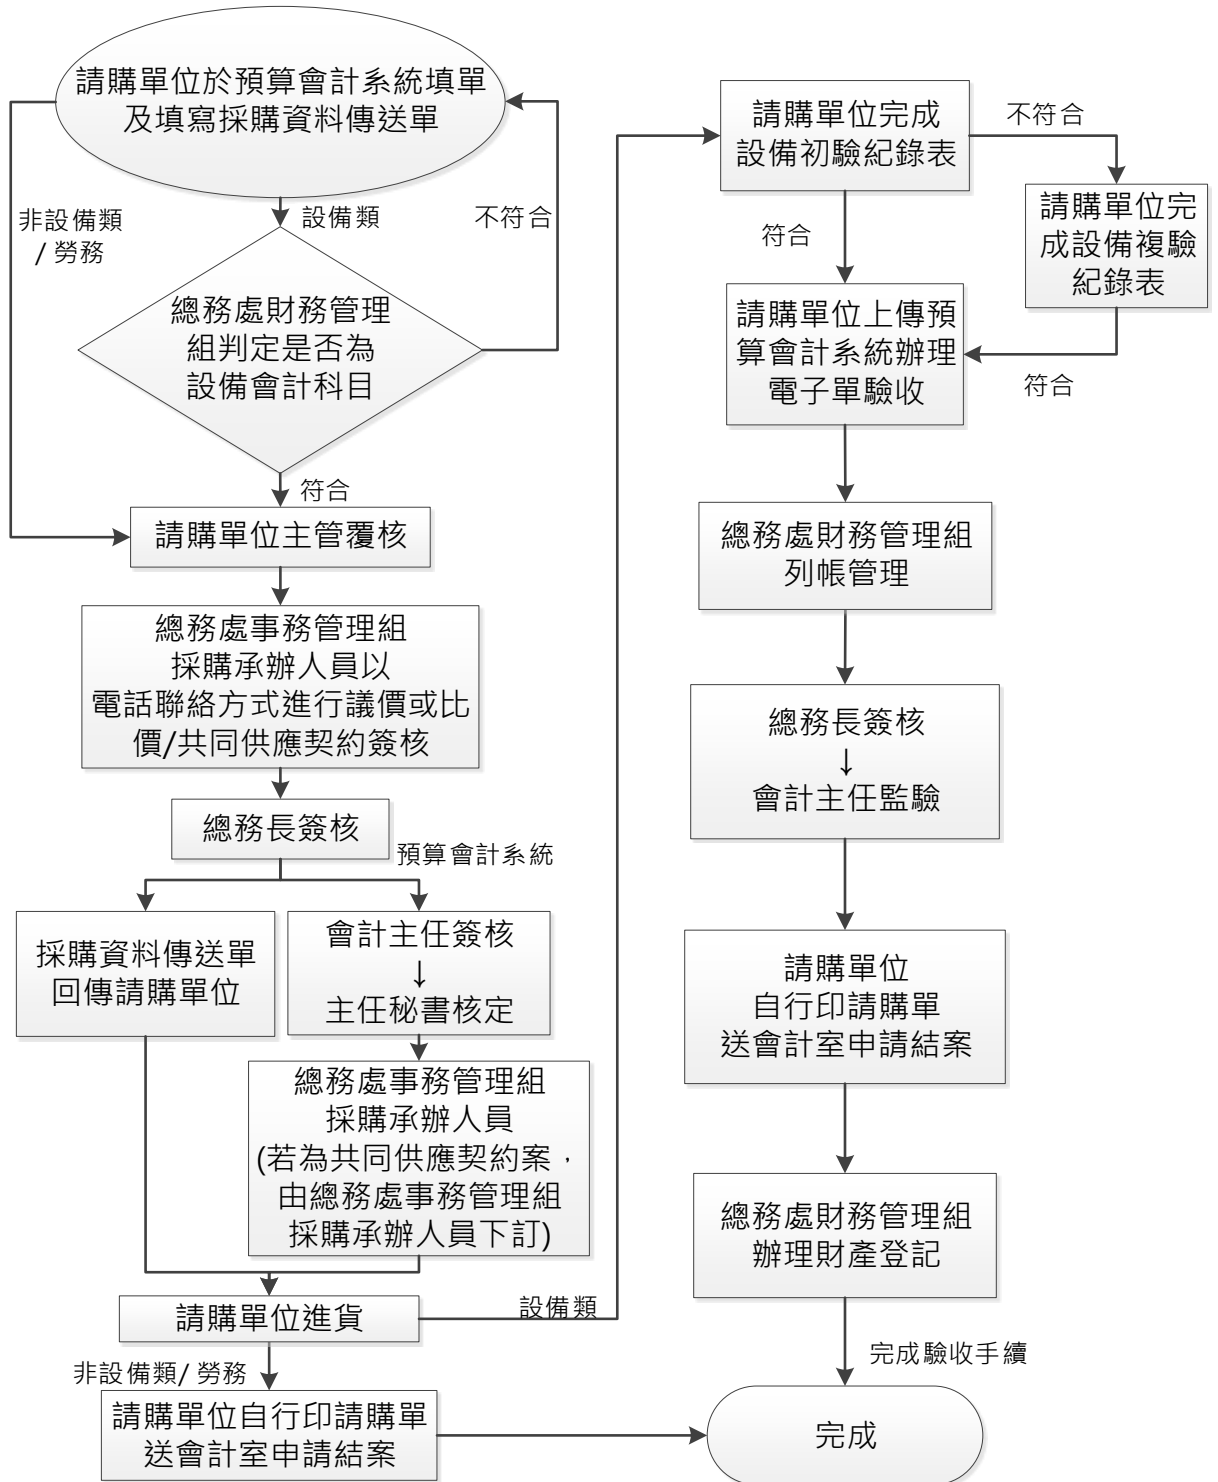 請購單位於預算會計系統填單
及填寫採購資料傳送單
非設備類
/ 勞務
設備類
不符合
總務處財務管理
組判定是否為
設備會計科目
符合
請購單位主管覆核
總務處事務管理組
採購承辦人員以
電話聯絡方式進行議價或比
價/共同供應契約簽核
總務長簽核
預算會計系統
採購資料傳送單
回傳請購單位
會計主任簽核
↓
主任秘書核定
總務處事務管理組
採購承辦人員
(若為共同供應契約案，
由總務處事務管理組
採購承辦人員下訂)
請購單位進貨
設備類
非設備類/ 勞務
請購單位自行印請購單
送會計室申請結案
請購單位完成
設備初驗紀錄表
不符合
符合
請購單位完
成設備複驗
紀錄表
符合
請購單位上傳預
算會計系統辦理
電子單驗收
總務處財務管理組
列帳管理
總務長簽核
↓
會計主任監驗
請購單位
自行印請購單
送會計室申請結案
總務處財務管理組
辦理財產登記
完成驗收手續
完成